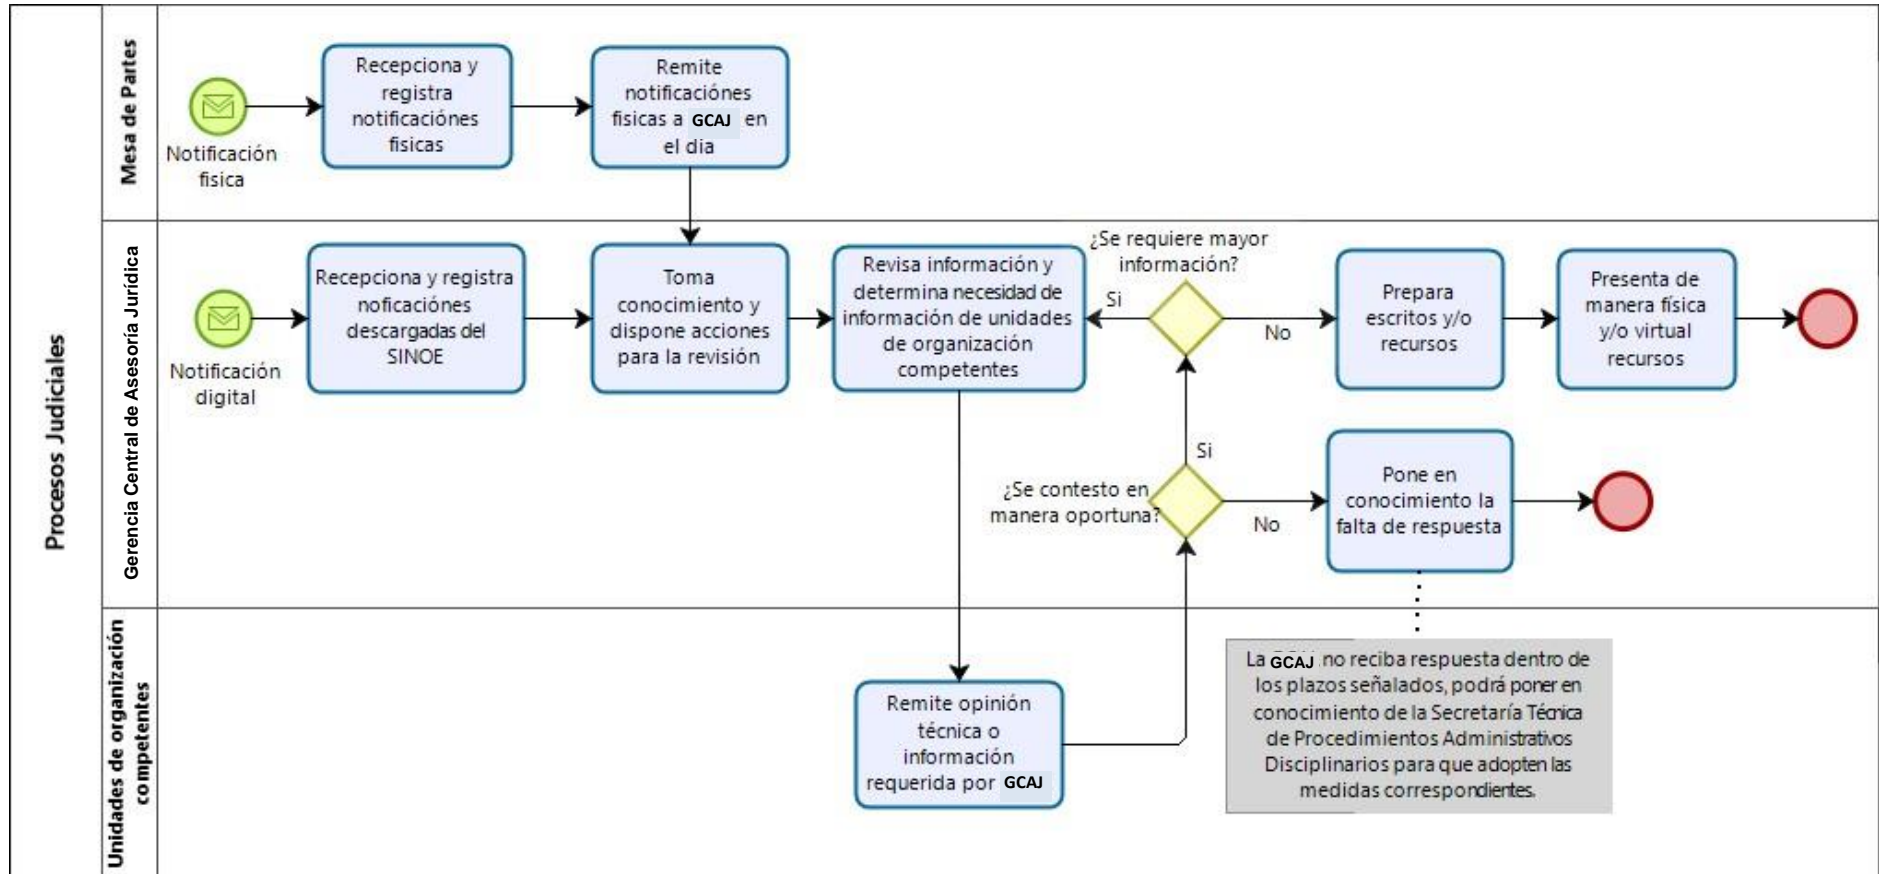 Procesos Judiciales
Mesa de Partes
Notificación
fisica
Recepciona y
registra
notificaciónes
fisicas
Remite
notificaciónes
fisicas a GCAJ en
el dia
Gerencia Central de Asesoría Jurídica
Notificación
digital
Recepciona y registra
noficaciónes
descargadas del
SINOE
Toma
conocimiento y
dispone acciones
para la revisión
Revisa información y
determina necesidad de
información de unidades
de organización
competentes
¿Se requiere mayor
información?
Si
No
Prepara
escritos y/o
recursos
Presenta de
manera física
y/o virtual
recursos
Si
¿Se contesto en
manera oportuna?
No
Pone en
conocimiento la
falta de respuesta
Unidades de organización
competentes
Remite opinión
técnica o
información
requerida por GCAJ
La GCAJ no reciba respuesta dentro de
los plazos señalados, podrá poner en
conocimiento de la Secretaría Técnica
de Procedimientos Administrativos
Disciplinarios para que adopten las
medidas correspondientes.